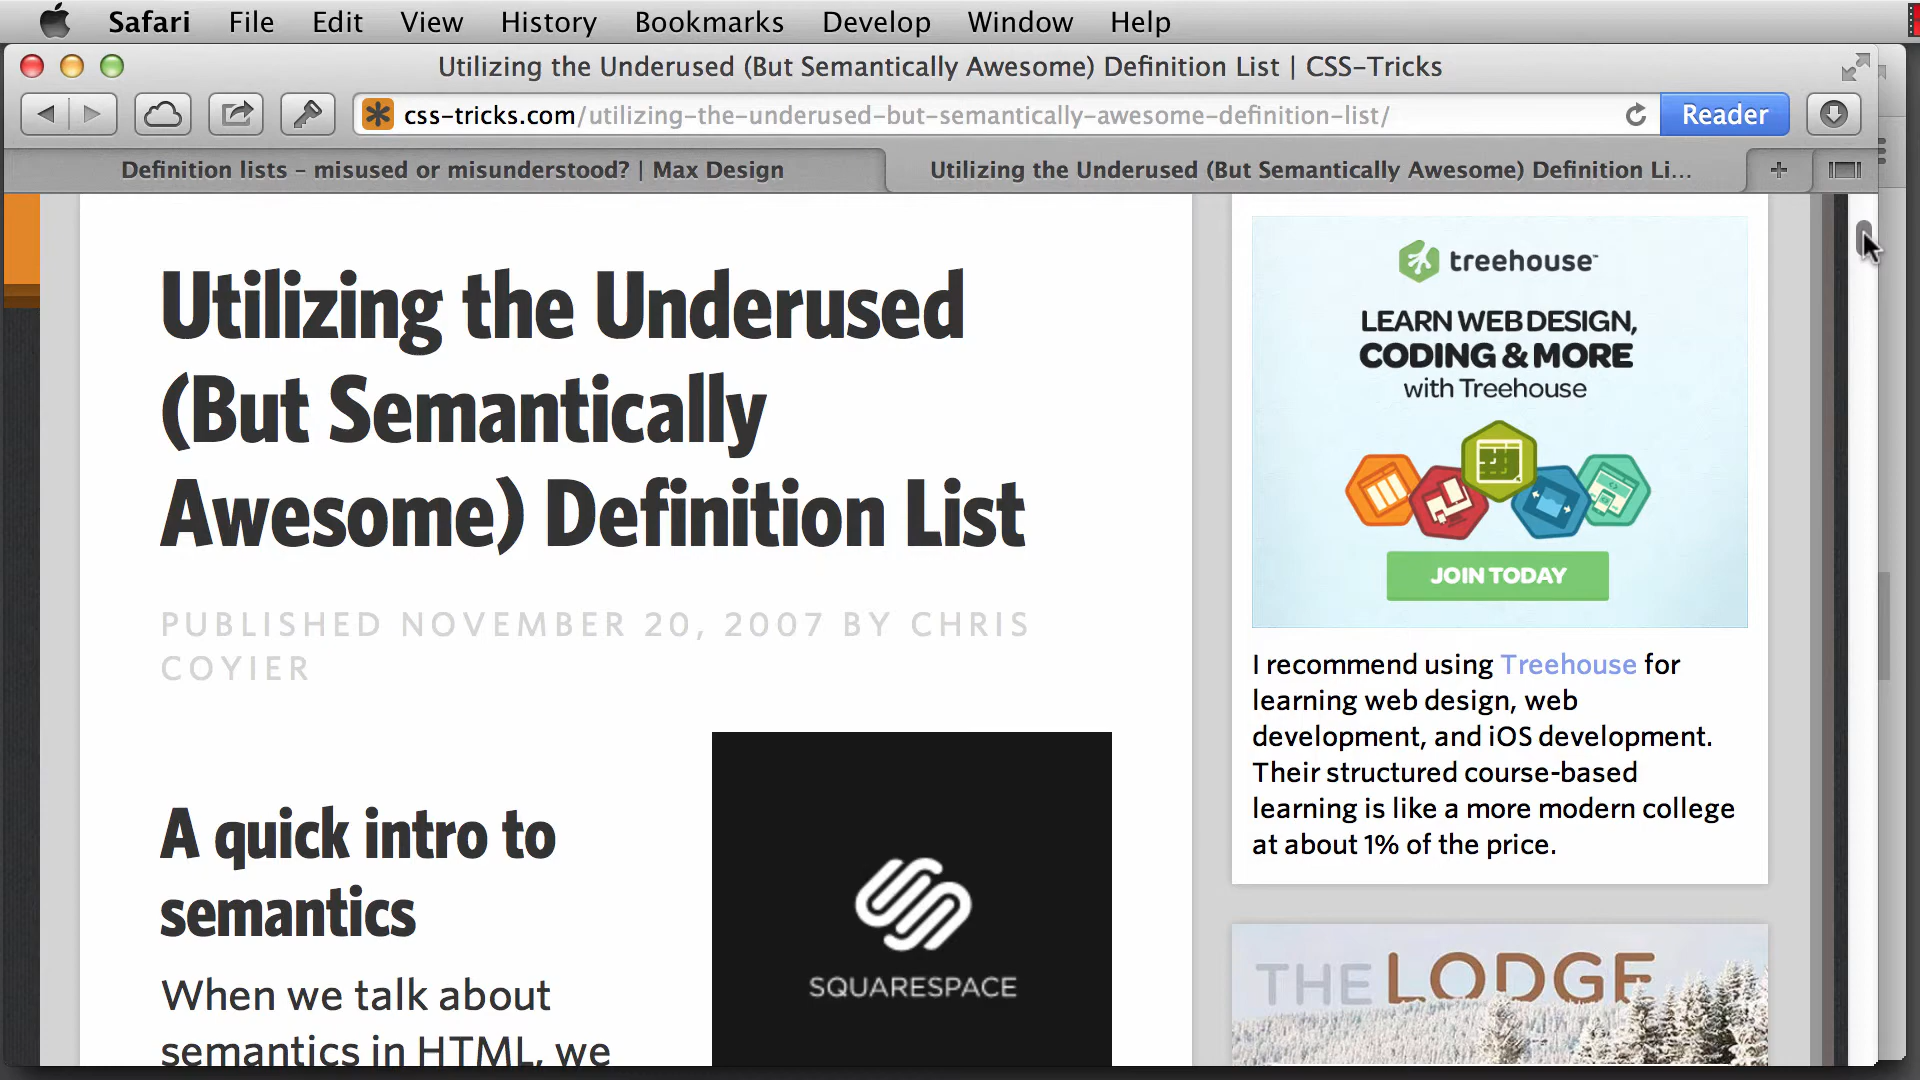 Safari File Edit View History Bookmarks Develop Window Help
Utilizing the Underused (But Semantically Awesome) Definition List | CSS-Tricks
css-tricks.com/utilizing-the-underused-but-semantically-awesome-definition-list/
Reader
Definition lists – misused or misunderstood? | Max Design
Utilizing the Underused (But Semantically Awesome) Definition Li...
Utilizing the Underused
(But Semantically
Awesome) Definition List
PUBLISHED NOVEMBER 20, 2007 BY CHRIS
COYIER
A quick intro to
semantics
When we talk about
semantics in HTML, we
SQUARESPACE
treehouse™
LEARN WEB DESIGN,
CODING & MORE
with Treehouse
JOIN TODAY
I recommend using Treehouse for
learning web design, web
development, and iOS development.
Their structured course-based
learning is like a more modern college
at about 1% of the price.
THE LODGE